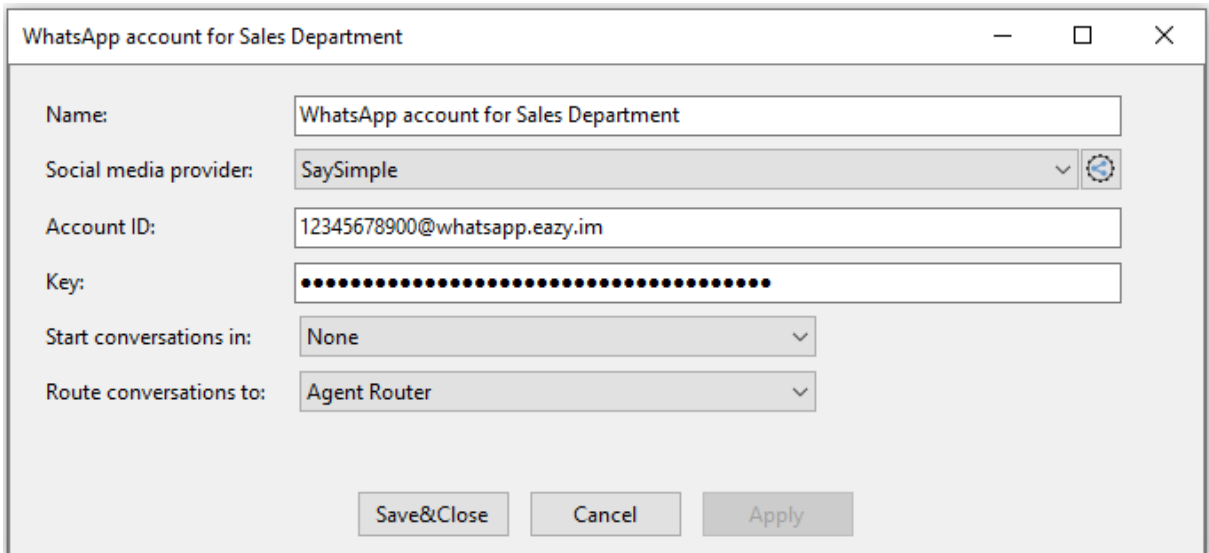 WhatsApp account for Sales Department
Name: WhatsApp account for Sales Department
Social media provider: SaySimple
Account ID: 12345678900@whatsapp.eazy.im
Key: ••••••••••••••••••••••••••••••••••••••
Start conversations in: None
Route conversations to: Agent Router
Save&Close Cancel Apply